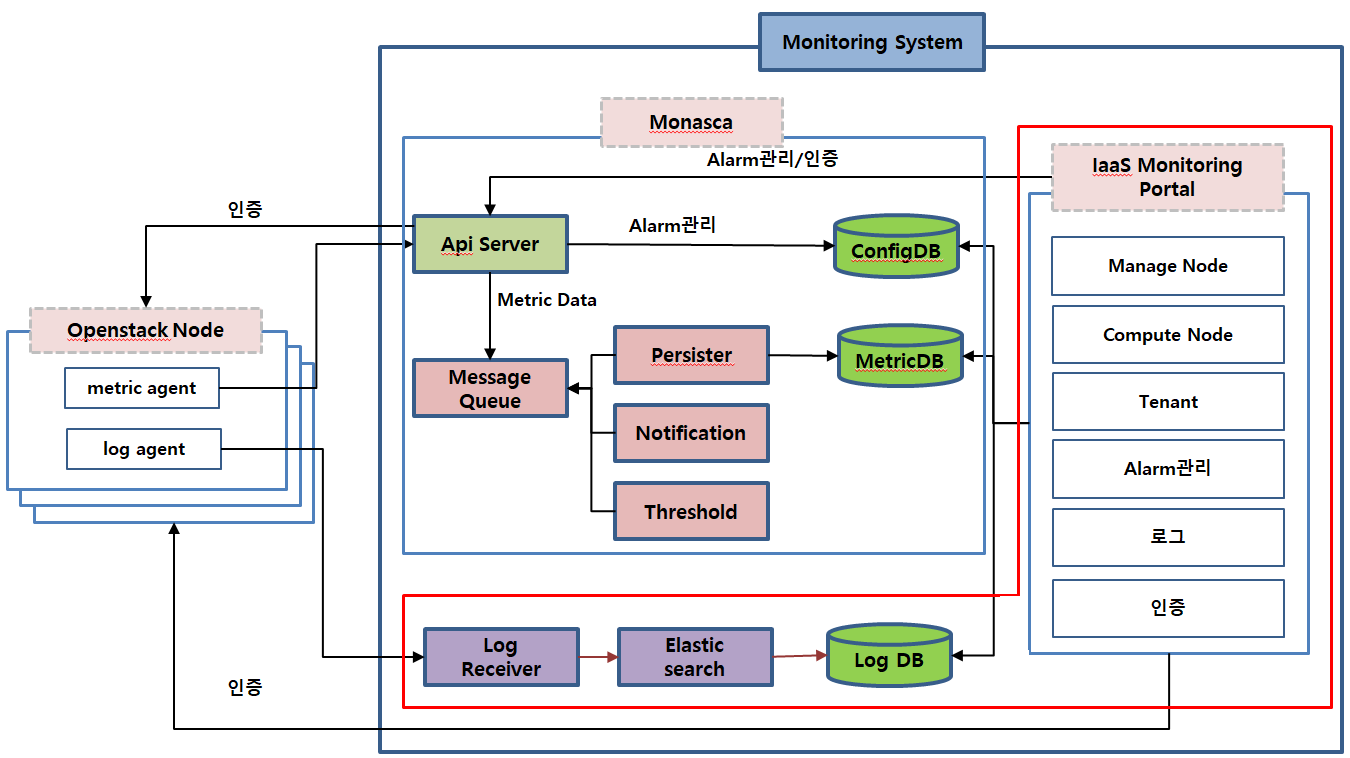 Monitoring System
Monasca
Alarm관리/인증
IaaS Monitoring
Portal
인증
Api Server
Alarm관리
ConfigDB
Manage Node
Metric Data
Openstack Node
Compute Node
metric agent
Message
Queue
Persister
MetricDB
Tenant
log agent
Notification
Alarm관리
Threshold
로그
인증
Log
Receiver
Elastic
search
Log DB
인증